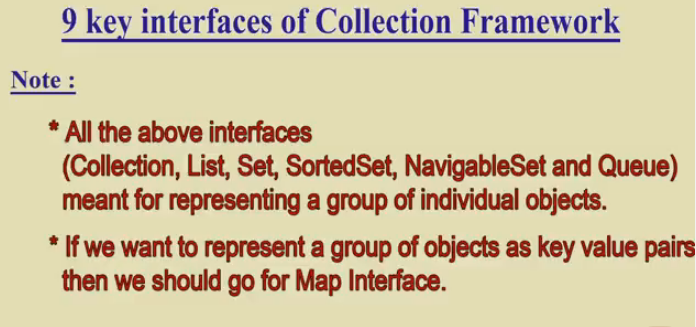 9 key interfaces of Collection Framework
Note :
* All the above interfaces
(Collection, List, Set, SortedSet, NavigableSet and Queue)
meant for representing a group of individual objects.
* If we want to represent a group of objects as key value pairs
then we should go for Map Interface.